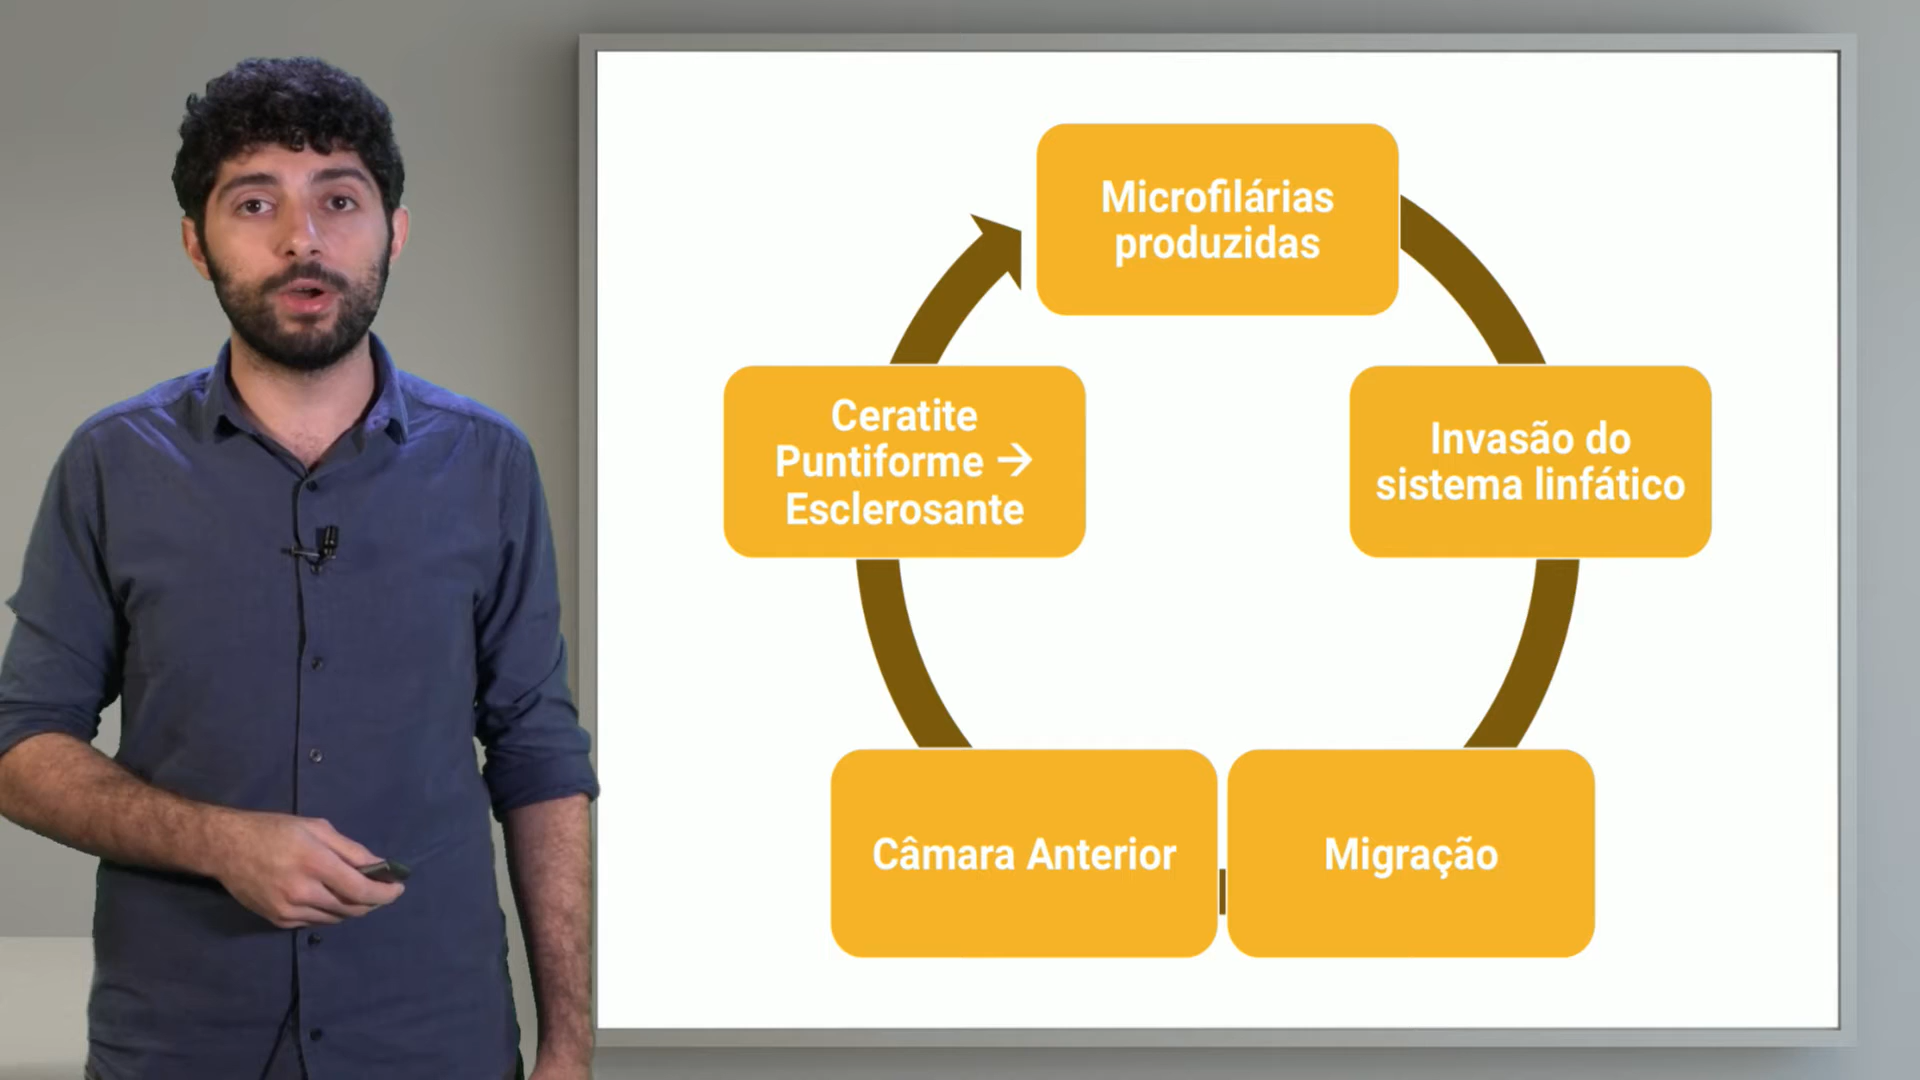 Microfilárias
produzidas
Invasão do
sistema linfático
Migração
Câmara Anterior
Ceratite
Puntiforme →
Esclerosante